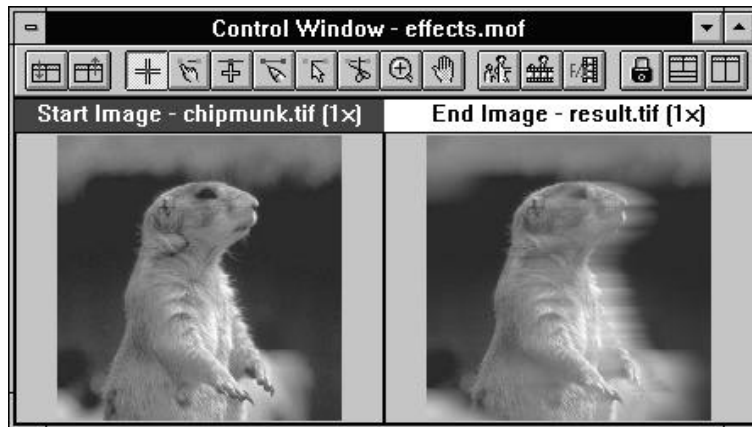 Control Window - effects.mof
F/
Start Image - chipmunk.tif (1×)
End Image - result.tif (1×)